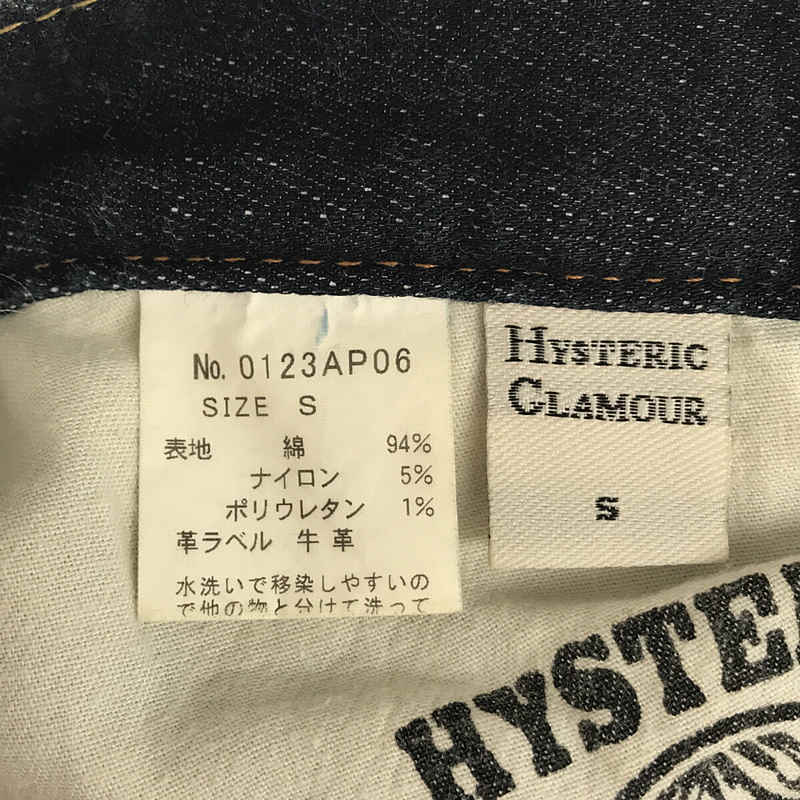 No. 0123AP06
SIZE S
表地 綿 94%
ナイロン 5%
ポリウレタン 1%
革ラベル 牛革
水洗いで移染しやすいの
で他の物と分けて洗って
HYSTERIC
GLAMOUR
S
HYSTE